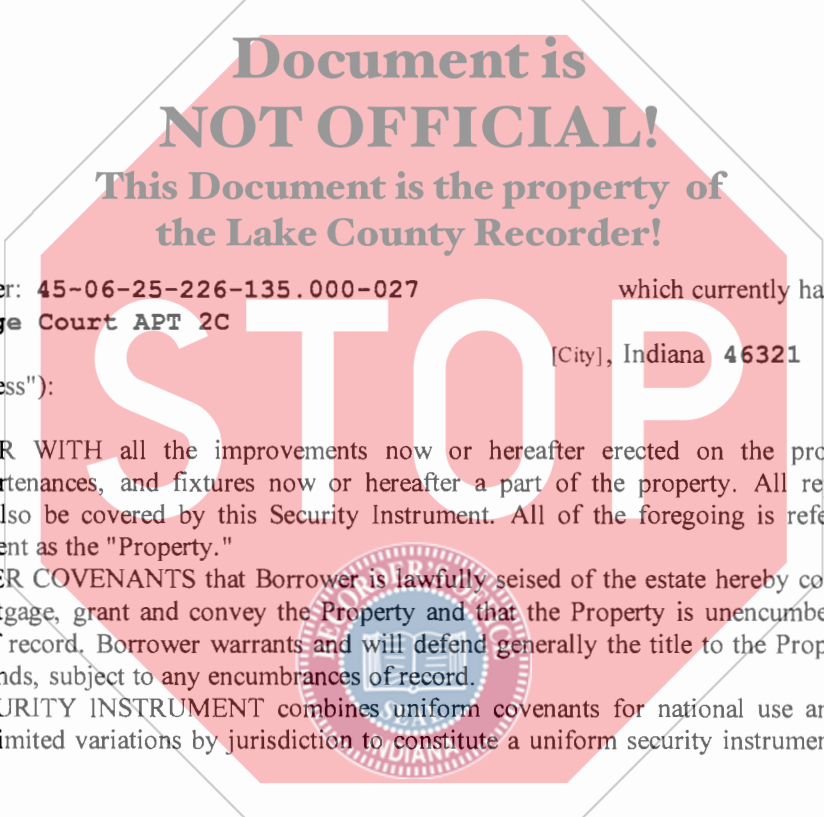 Document is
NOT OFFICIAL!
This Document is the property of
the Lake County Recorder!
er: 45~06-25-226-135.000-027 which currently ha
ge Court APT 2C
[City], Indiana 46321
ess"):
STOP
R WITH all the improvements now or hereafter erected on the pro
rtenances, and fixtures now or hereafter a part of the property. All re
lso be covered by this Security Instrument. All of the foregoing is refe
ent as the "Property."
ER COVENANTS that Borrower is lawfully seised of the estate hereby co
tgage, grant and convey the Property and that the Property is unencumbe
f record. Borrower warrants and will defend generally the title to the Prop
nds, subject to any encumbrances of record.
URITY INSTRUMENT combines uniform covenants for national use an
imited variations by jurisdiction to constitute a uniform security instrumen
RECORDER'S OFFICE
SEAL
INDIANA